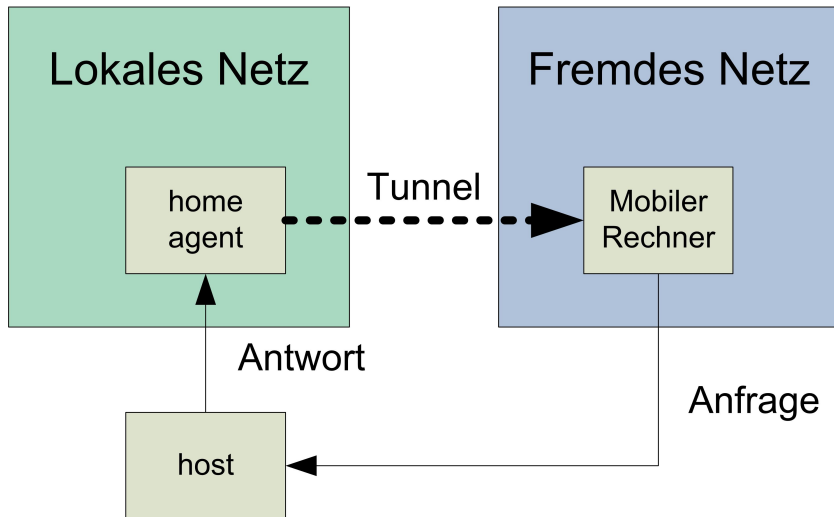 Lokales Netz
Fremdes Netz
home
agent
Tunnel
Mobiler
Rechner
Antwort
Anfrage
host